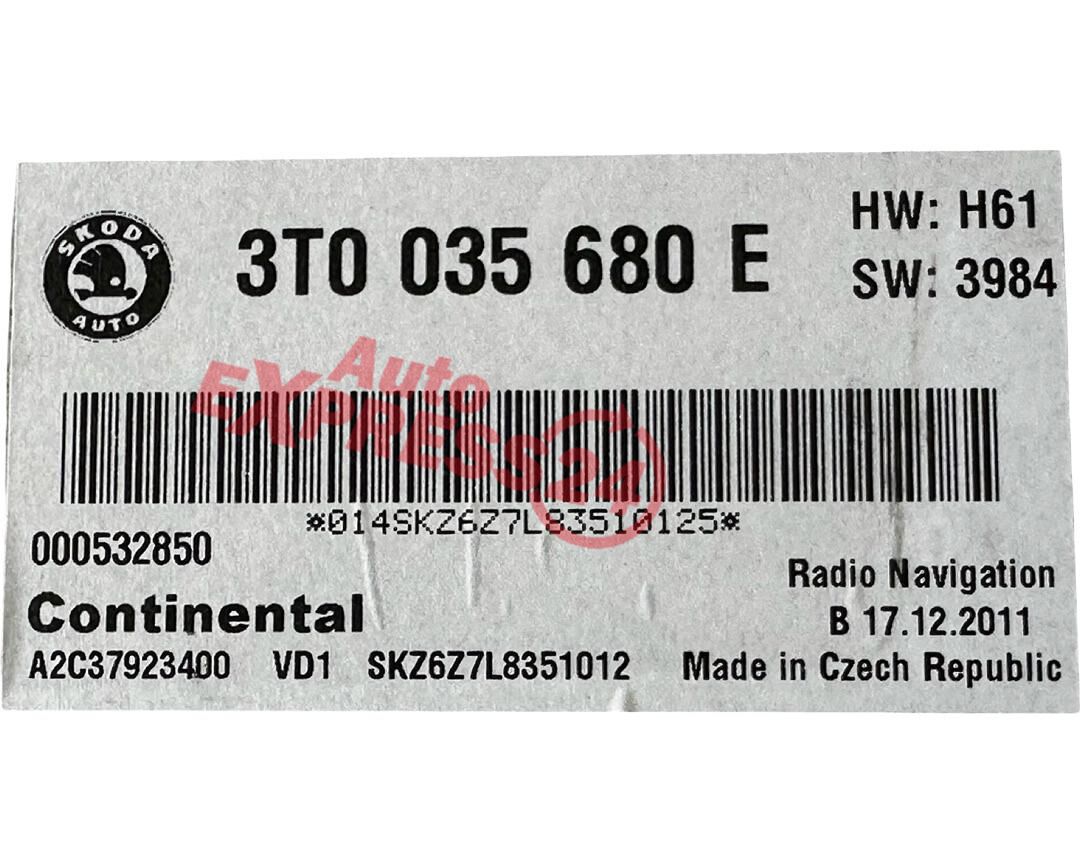 SKODA
AUTO
3T0 035 680 E
HW: H61
SW: 3984
Auto
EXPRESS24
*014SKZ6Z7L83510125*
000532850
Continental
A2C37923400 VD1 SKZ6Z7L8351012
Radio Navigation
B 17.12.2011
Made in Czech Republic